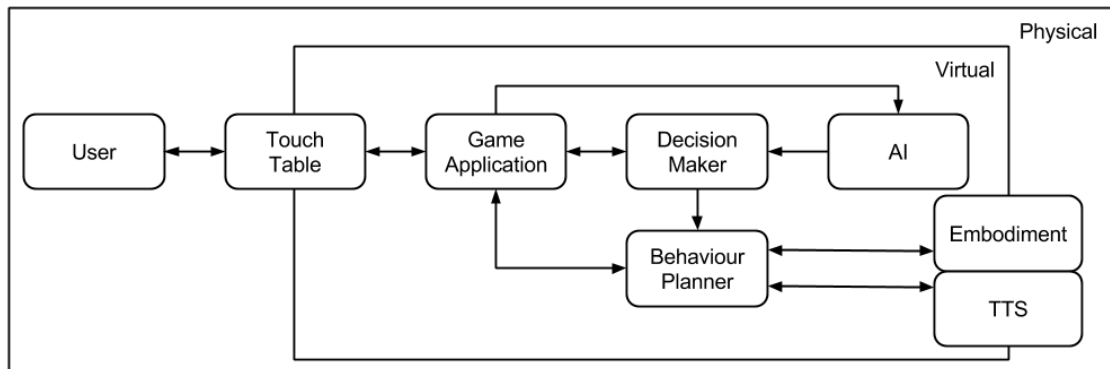 Physical
Virtual
User
Touch
Table
Game
Application
Decision
Maker
AI
Behaviour
Planner
Embodiment
TTS